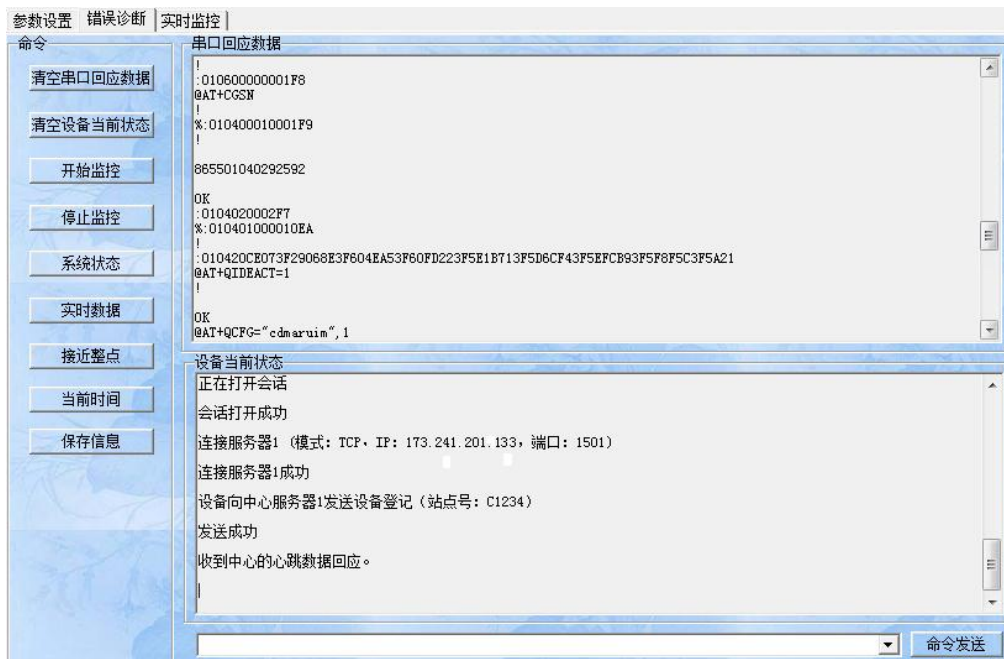 参数设置 错误诊断 实时监控
命令
清空串口回应数据
清空设备当前状态
开始监控
停止监控
系统状态
实时数据
接近整点
当前时间
保存信息
串口回应数据
!
:010600000001F8
@AT+CGSN
!
%:010400010001F9
!
865501040292592
OK
:0104020002F7
%:010401000010EA
!
:010420CE073F29068E3F604EA53F60FD223F5E1B713F5D6CF43F5EFCB93F5F8F5C3F5A21
@AT+QIDEACT=1
!
OK
@AT+QCFG="cdmaruim",1
设备当前状态
正在打开会话
会话打开成功
连接服务器1 (模式: TCP, IP: 173.241.201.133, 端口: 1501)
连接服务器1成功
设备向中心服务器1发送设备登记 (站点号: C1234)
发送成功
收到中心的心跳数据回应。
命令发送